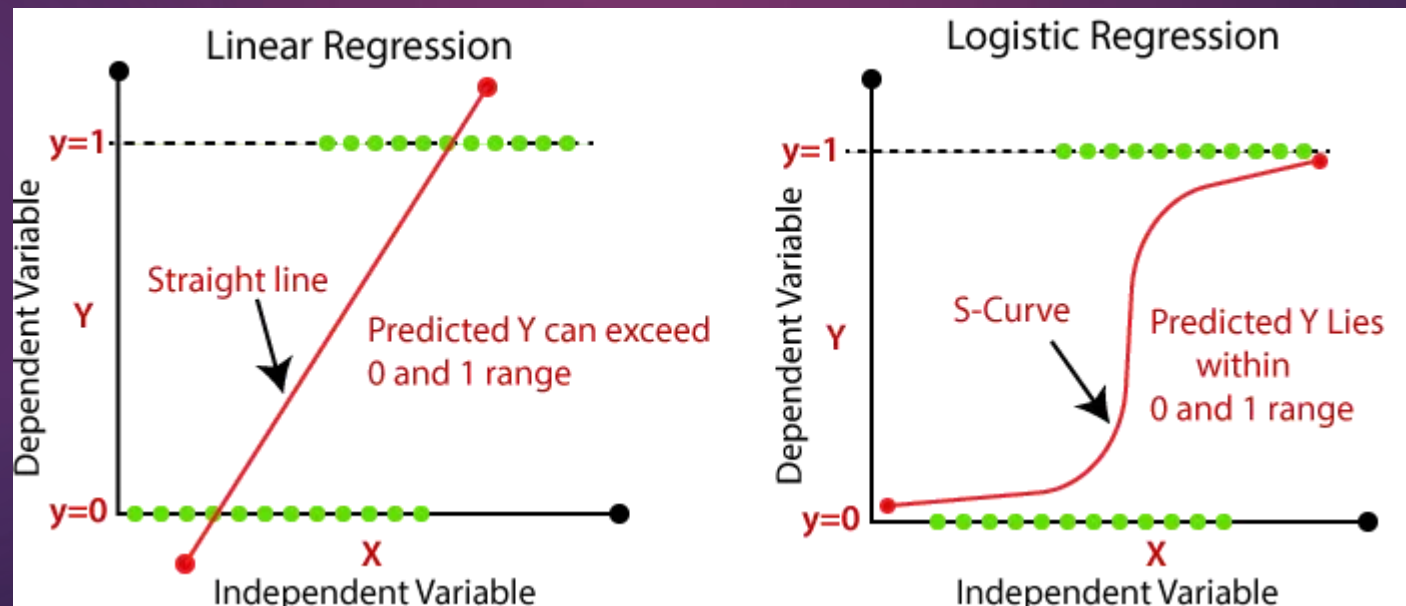 Linear Regression
y=1
Dependent Variable
Y
Straight line
Predicted Y can exceed
0 and 1 range
y=0
X
Independent Variable
Logistic Regression
y=1
Dependent Variable
Y
S-Curve
Predicted Y Lies
within
0 and 1 range
y=0
X
Independent Variable